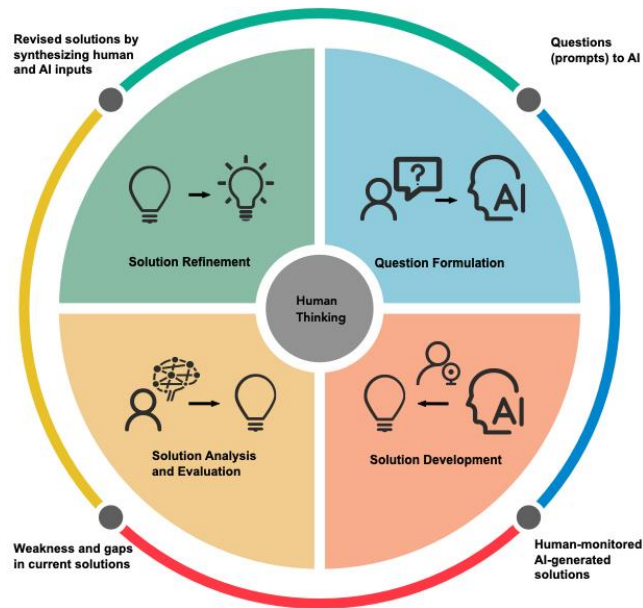 Revised solutions by
synthesizing human
and AI inputs
Questions
(prompts) to AI
?
AI
Solution Refinement
Question Formulation
Human
Thinking
AI
Solution Analysis
and Evaluation
Solution Development
Weakness and gaps
in current solutions
Human-monitored
AI-generated
solutions